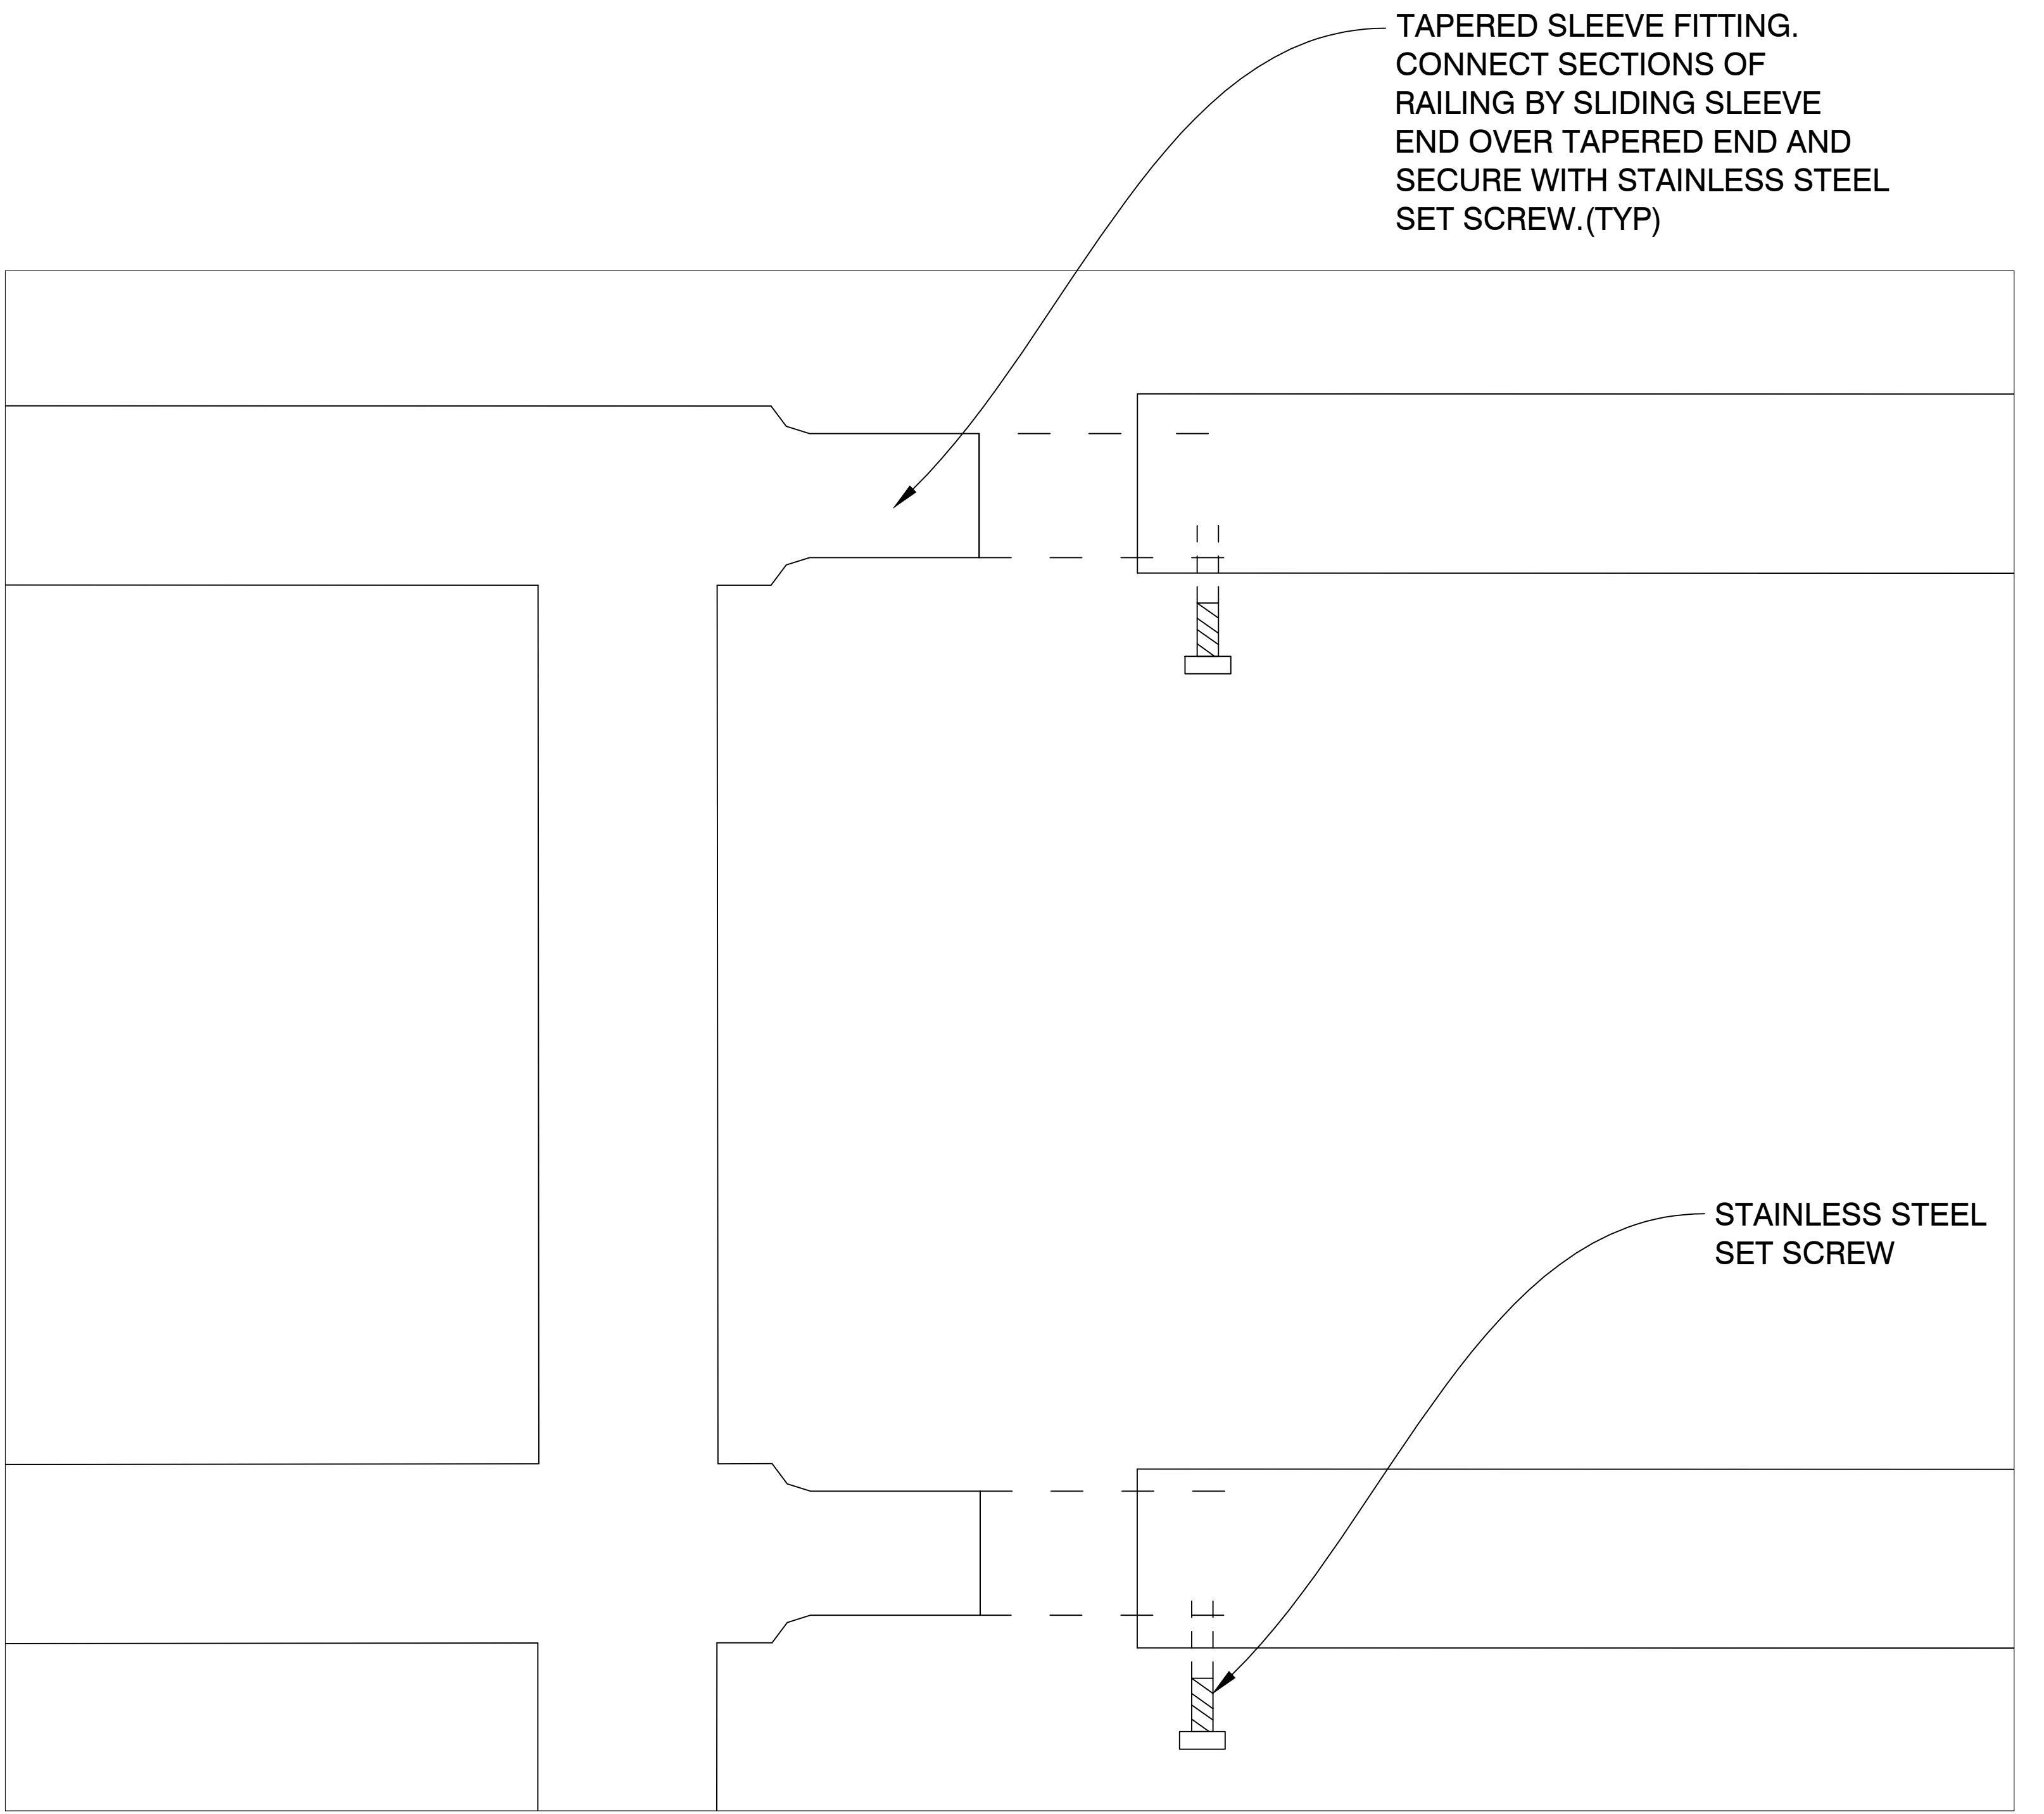 TAPERED SLEEVE FITTING.
CONNECT SECTIONS OF
RAILING BY SLIDING SLEEVE
END OVER TAPERED END AND
SECURE WITH STAINLESS STEEL
SET SCREW.(TYP)
STAINLESS STEEL
SET SCREW